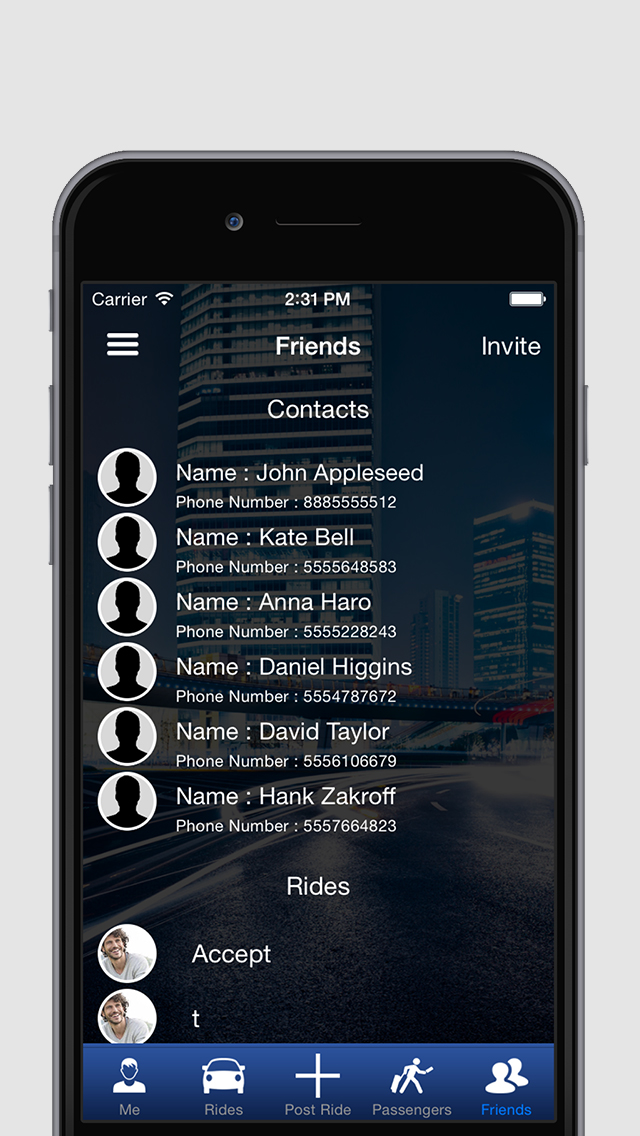 Carrier 2:31 PM
Friends Invite
Contacts
Name : John Appleseed
Phone Number : 8885555512
Name : Kate Bell
Phone Number : 5555648583
Name : Anna Haro
Phone Number : 5555228243
Name : Daniel Higgins
Phone Number : 5554787672
Name : David Taylor
Phone Number : 5556106679
Name : Hank Zakroff
Phone Number : 5557664823
Rides
Accept
t
Me Rides Post Ride Passengers Friends